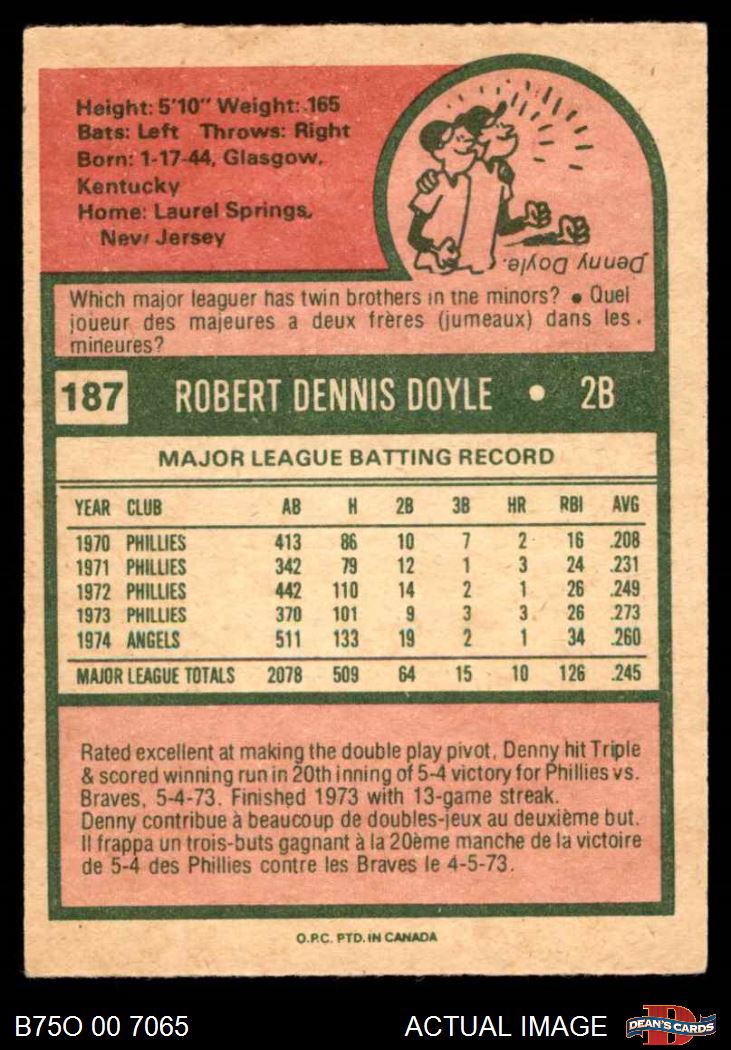 Height: 5'10" Weight: 165
Bats: Left Throws: Right
Born: 1-17-44, Glasgow,
Kentucky
Home: Laurel Springs,
New Jersey
Denny Doyle.
Which major leaguer has twin brothers in the minors? • Quel
joueur des majeures a deux frères (jumeaux) dans les
mineures?
187 ROBERT DENNIS DOYLE • 2B
MAJOR LEAGUE BATTING RECORD
YEAR CLUB AB H 2B 3B HR RBI AVG
1970 PHILLIES 413 86 10 7 2 16 .208
1971 PHILLIES 342 79 12 1 3 24 .231
1972 PHILLIES 442 110 14 2 1 26 .249
1973 PHILLIES 370 101 9 3 3 26 .273
1974 ANGELS 511 133 19 2 1 34 .260
MAJOR LEAGUE TOTALS 2078 509 64 15 10 126 .245
Rated excellent at making the double play pivot, Denny hit Triple
& scored winning run in 20th inning of 5-4 victory for Phillies vs.
Braves, 5-4-73. Finished 1973 with 13-game streak.
Denny contribue à beaucoup de doubles-jeux au deuxième but.
Il frappa un trois-buts gagnant à la 20ème manche de la victoire
de 5-4 des Phillies contre les Braves le 4-5-73.
O.P.C. PTD. IN CANADA
B75O 00 7065 ACTUAL IMAGE D DEAN'S CARDS